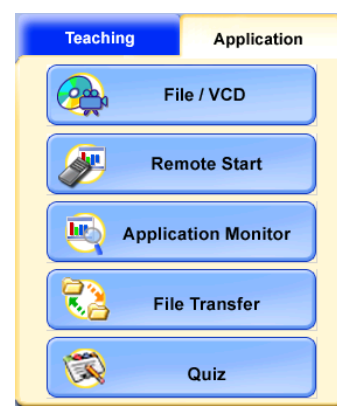 Teaching Application
File / VCD
Remote Start
Application Monitor
File Transfer
Quiz